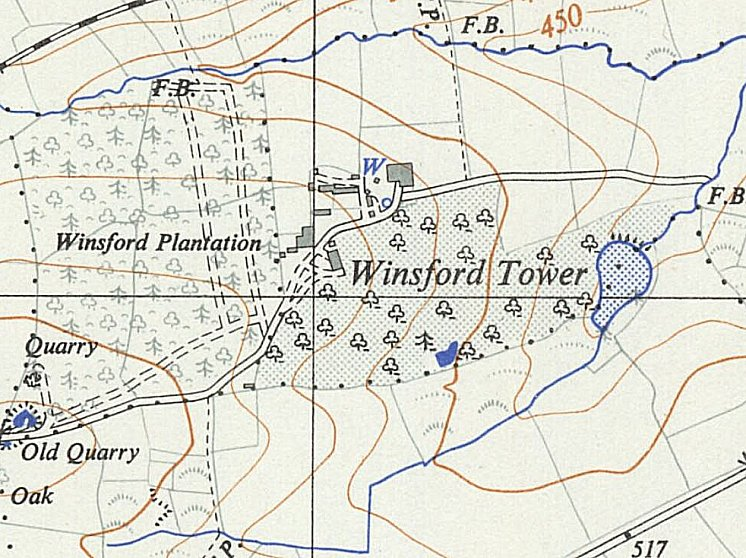 P.
F.B.
450
F.B.
W
F.B
Winsford Plantation
Winsford Tower
Quarry
Old Quarry
Oak
P
517